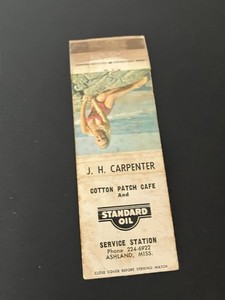 J. H. CARPENTER
COTTON PATCH CAFE
And
STANDARD
OIL
SERVICE STATION
Phone 224-6922
ASHLAND, MISS.
CLOSE COVER BEFORE STRIKING MATCH